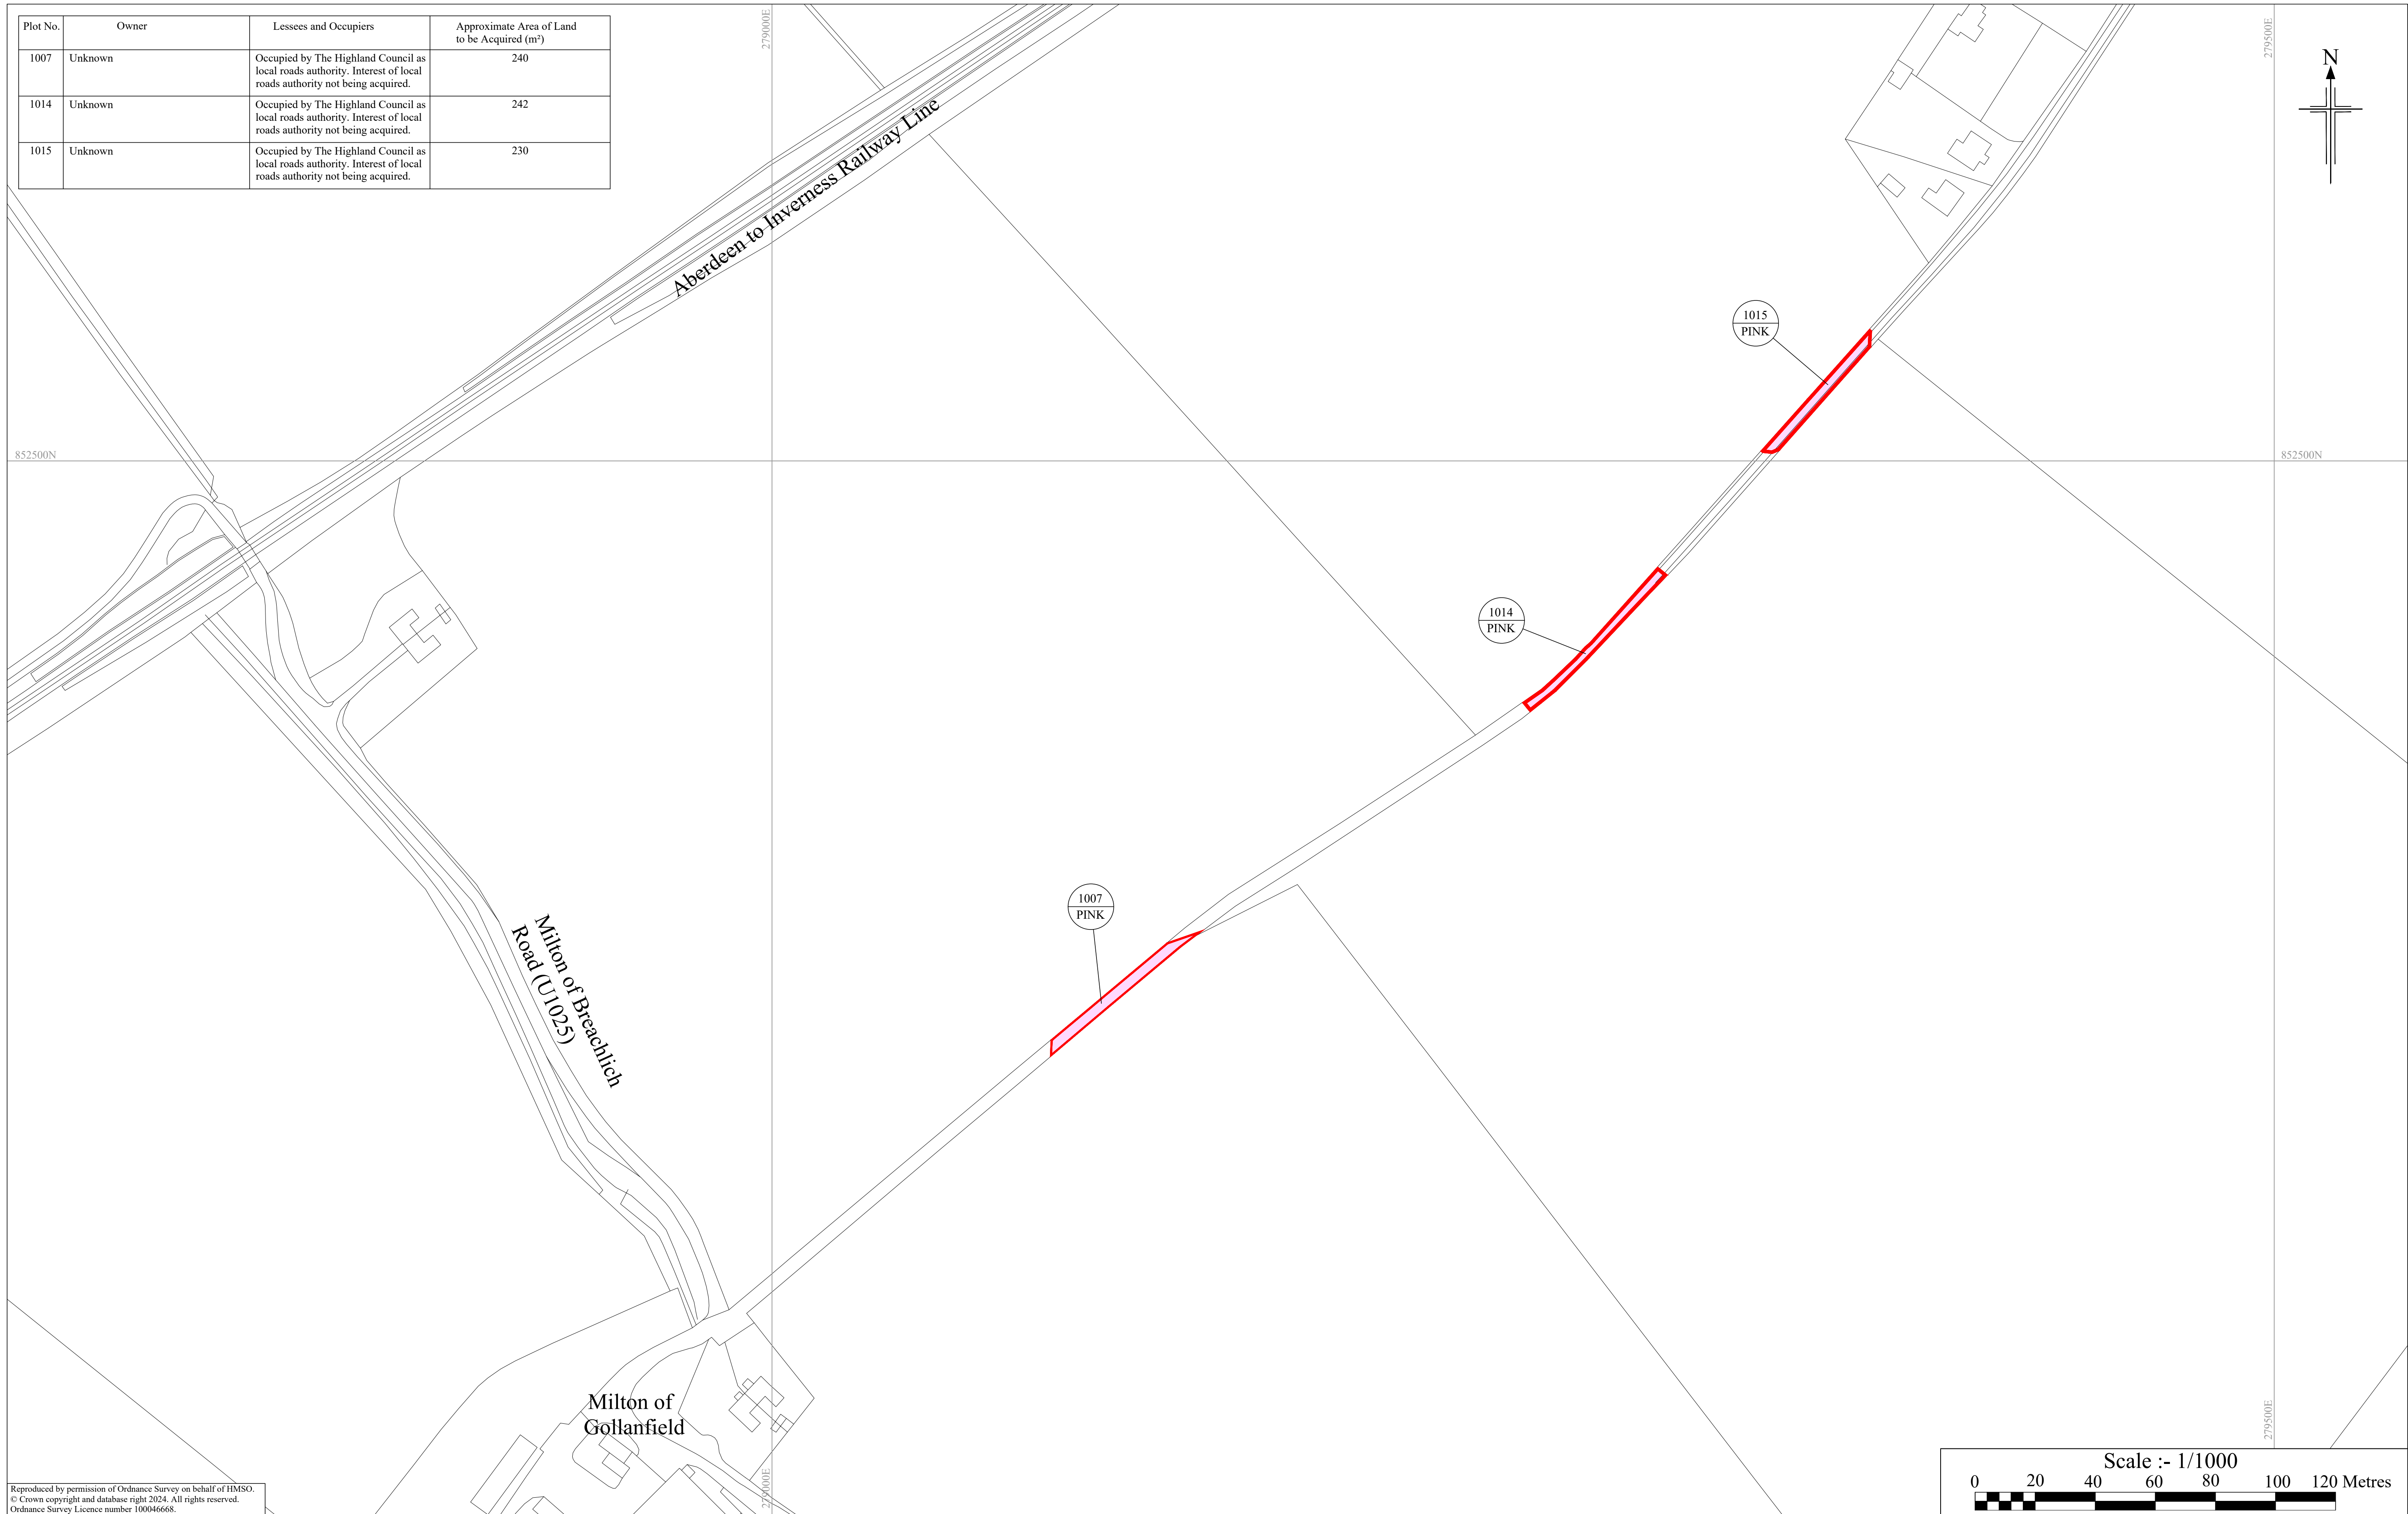 Plot No. Owner Lessees and Occupiers Approximate Area of Land
to be Acquired (m²)
1007 Unknown Occupied by The Highland Council as 240
local roads authority. Interest of local
roads authority not being acquired.
1014 Unknown Occupied by The Highland Council as 242
local roads authority. Interest of local
roads authority not being acquired.
1015 Unknown Occupied by The Highland Council as 230
local roads authority. Interest of local
roads authority not being acquired.
279000E
279500E
N
Aberdeen to Inverness Railway Line
1015
PINK
852500N
852500N
1014
PINK
1007
PINK
Milton of Breachlich
Road (U1025)
Milton of
Gollanfield
279000E
279500E
Scale :- 1/1000
0 20 40 60 80 100 120 Metres
Reproduced by permission of Ordnance Survey on behalf of HMSO.
© Crown copyright and database right 2024. All rights reserved.
Ordnance Survey Licence number 100046668.